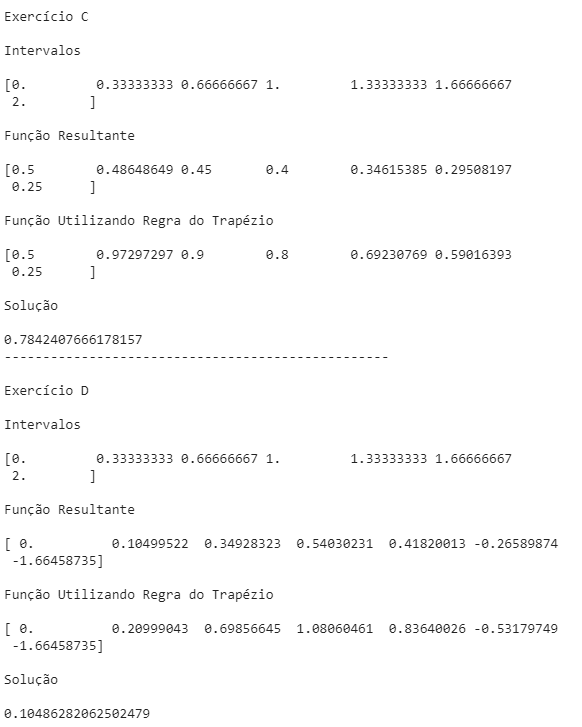 Exercício C
Intervalos
[0.         0.33333333 0.66666667 1.         1.33333333 1.66666667
 2.        ]
Função Resultante
[0.5        0.48648649 0.45       0.4        0.34615385 0.29508197
 0.25      ]
Função Utilizando Regra do Trapézio
[0.5        0.97297297 0.9        0.8        0.69230769 0.59016393
 0.25      ]
Solução
0.7842407666178157
--------------------------------------------------
Exercício D
Intervalos
[0.         0.33333333 0.66666667 1.         1.33333333 1.66666667
 2.        ]
Função Resultante
[ 0.          0.10499522  0.34928323  0.54030231  0.41820013 -0.26589874
 -1.66458735]
Função Utilizando Regra do Trapézio
[ 0.          0.20999043  0.69856645  1.08060461  0.83640026 -0.53179749
 -1.66458735]
Solução
0.10486282062502479